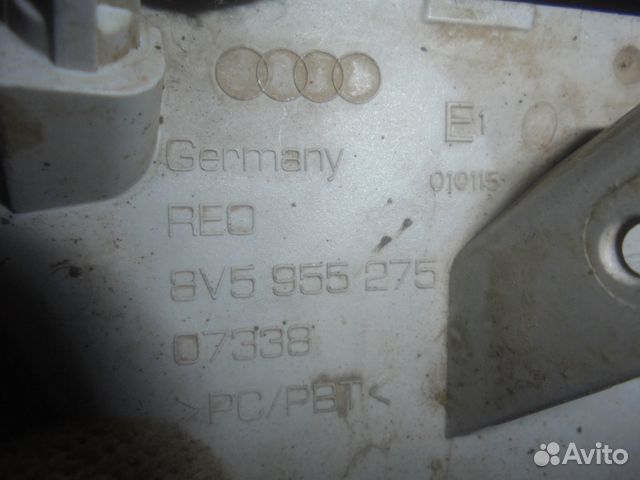 Germany
E1
010115
REO
8V5 955 275
07338
>PC/PBT<
Avito